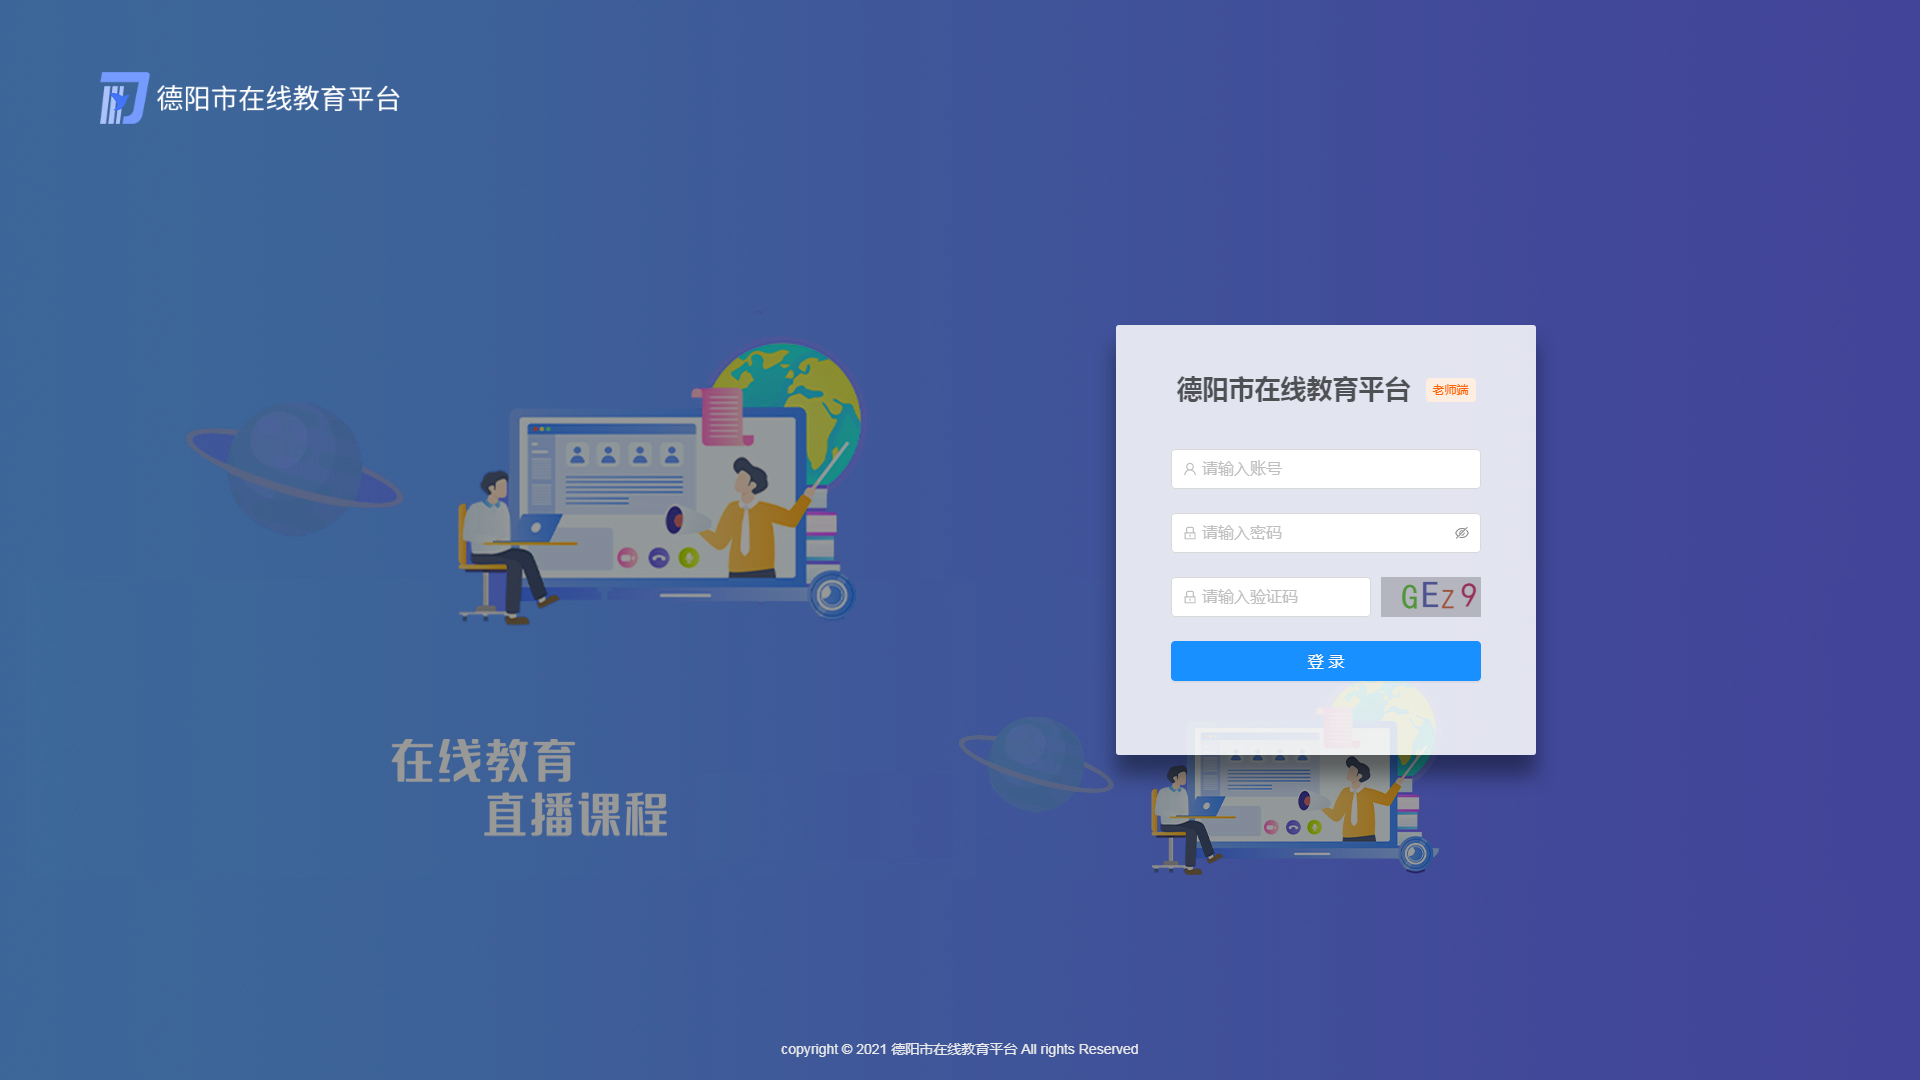 德阳市在线教育平台
德阳市在线教育平台 老师端
请输入账号
请输入密码
请输入验证码 GEz9
登 录
在线教育
直播课程
copyright © 2021 德阳市在线教育平台 All rights Reserved